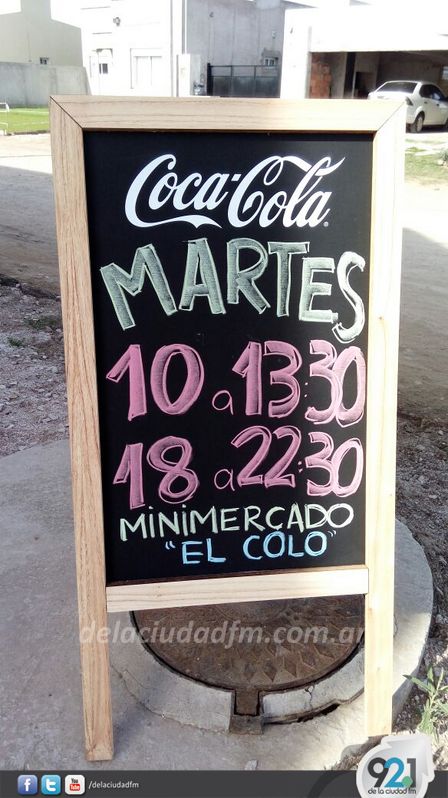 Coca-Cola
MARTES
10 a 13:30
18 a 22:30
MINIMERCADO
"EL COLO"
delaciudadfm.com.ar
/delaciudadfm
92.1
de la ciudad fm